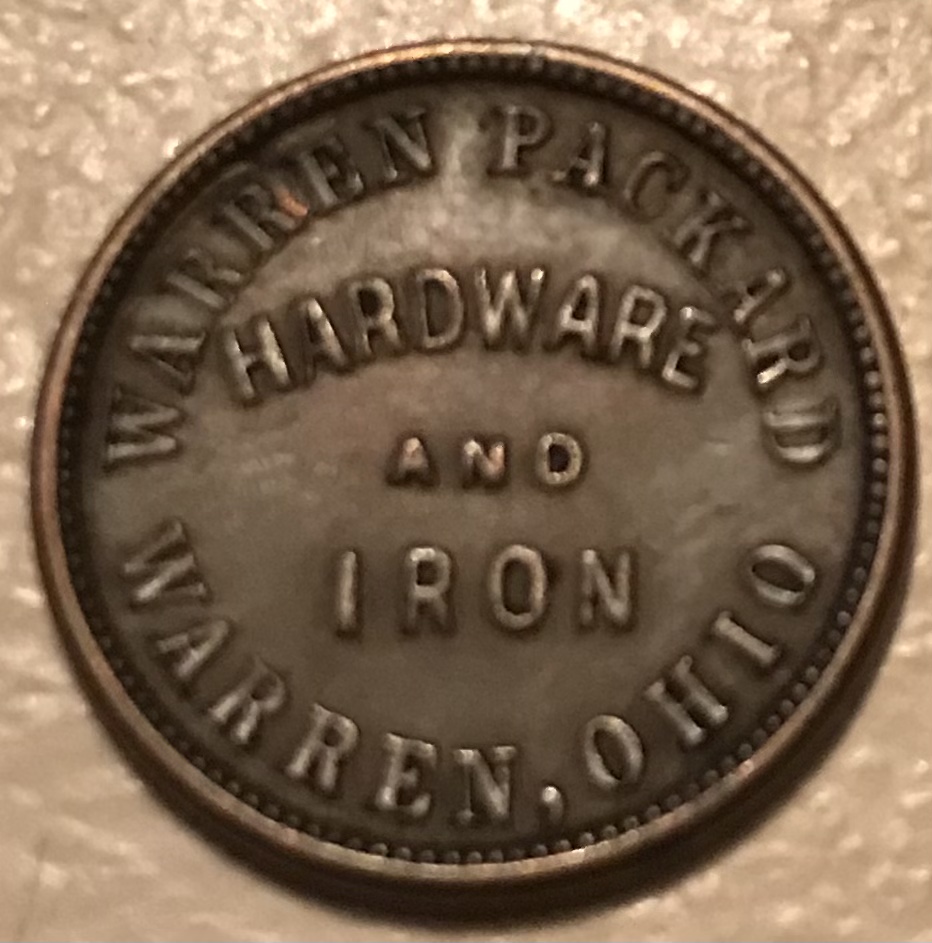 WARREN PACKARD
HARDWARE
AND
IRON
WARREN, OHIO